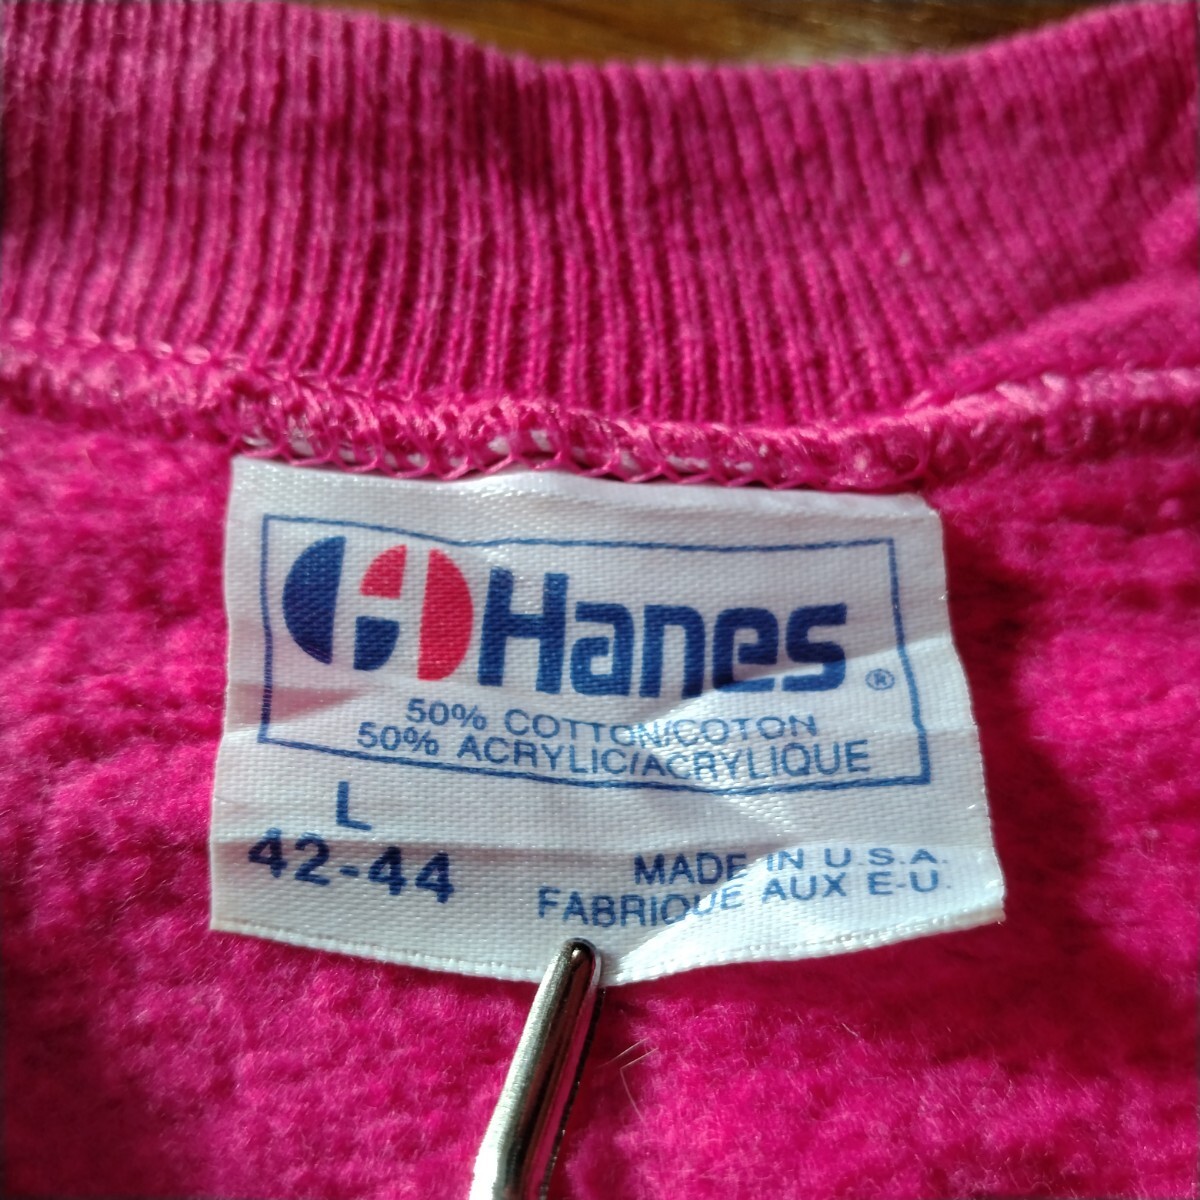 Hanes®
50% COTTON/COTON
50% ACRYLIC/ACRYLIQUE
L
42-44
MADE IN U.S.A.
FABRIQUE AUX E-U.